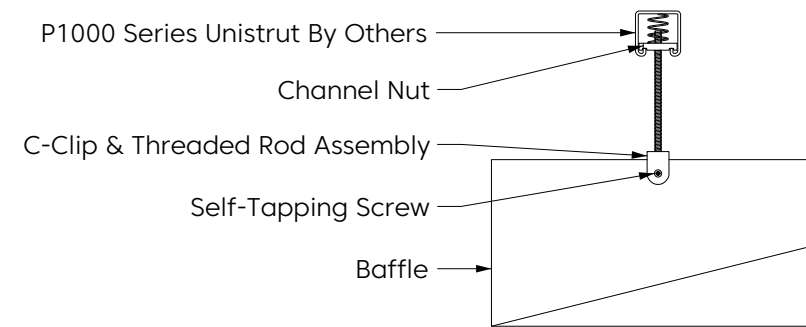 P1000 Series Unistrut By Others
Channel Nut
C-Clip & Threaded Rod Assembly
Self-Tapping Screw
Baffle